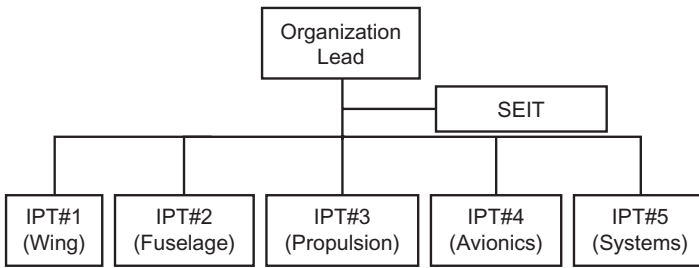 Organization
Lead
SEIT
IPT#1
(Wing)
IPT#2
(Fuselage)
IPT#3
(Propulsion)
IPT#4
(Avionics)
IPT#5
(Systems)